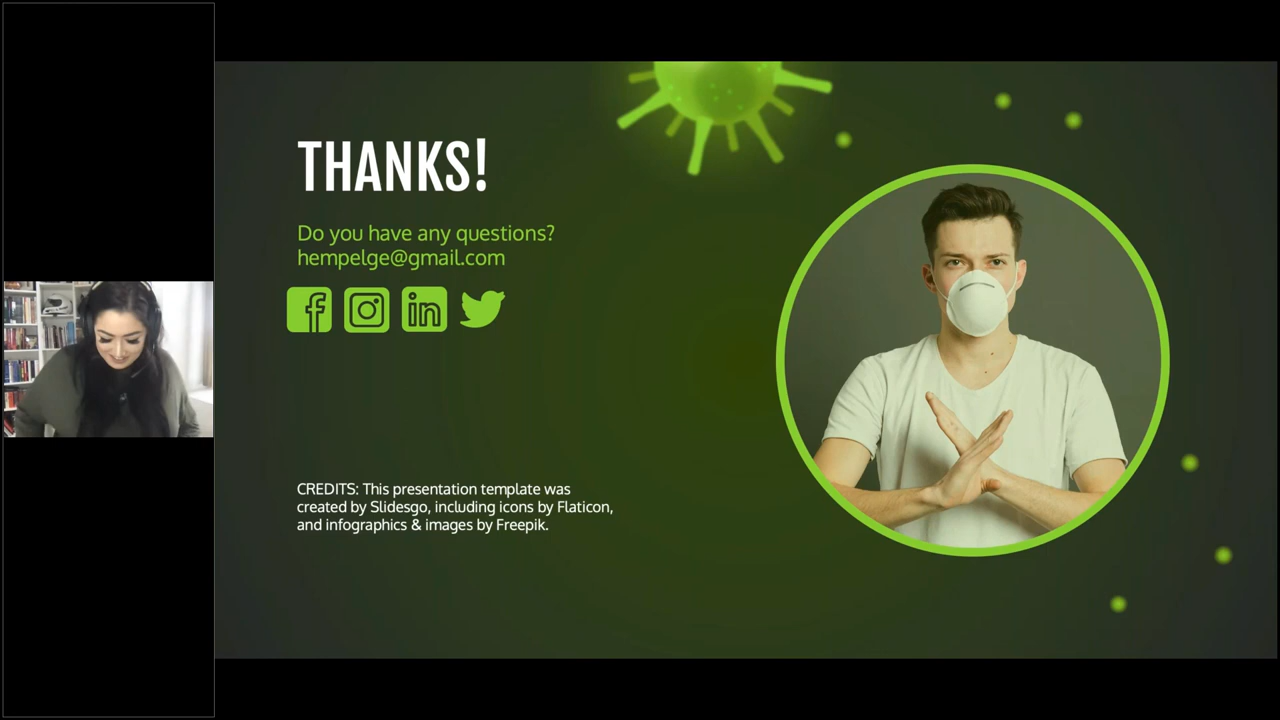 THANKS!
Do you have any questions?
hempelge@gmail.com
CREDITS: This presentation template was
created by Slidesgo, including icons by Flaticon,
and infographics & images by Freepik.